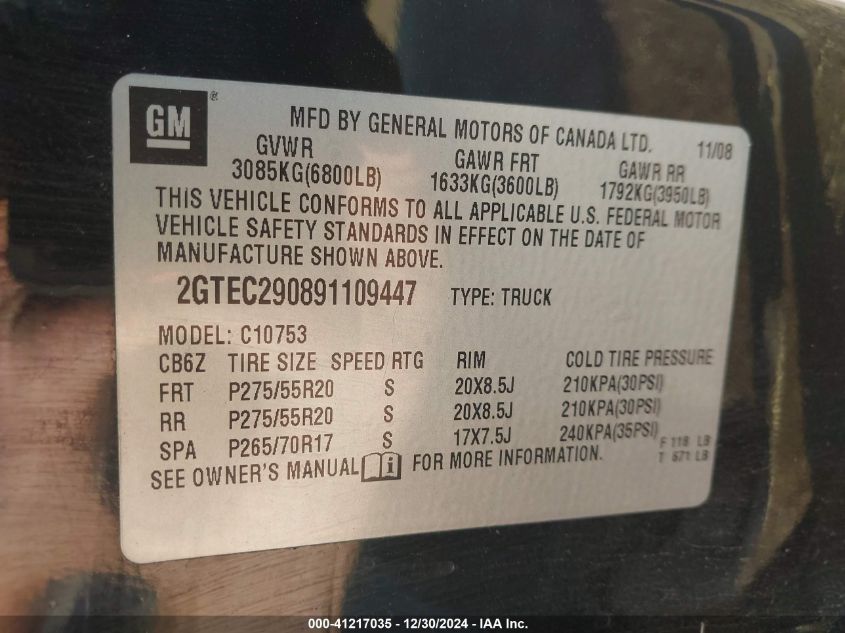 GM ®
MFD BY GENERAL MOTORS OF CANADA LTD. 11/08
GVWR GAWR FRT GAWR RR
3085KG(6800LB) 1633KG(3600LB) 1792KG(3950LB)
THIS VEHICLE CONFORMS TO ALL APPLICABLE U.S. FEDERAL MOTOR
VEHICLE SAFETY STANDARDS IN EFFECT ON THE DATE OF
MANUFACTURE SHOWN ABOVE.
2GTEC290891109447 TYPE: TRUCK
MODEL: C10753
CB6Z TIRE SIZE SPEED RTG RIM COLD TIRE PRESSURE
FRT P275/55R20 S 20X8.5J 210KPA(30PSI)
RR P275/55R20 S 20X8.5J 210KPA(30PSI)
SPA P265/70R17 S 17X7.5J 240KPA(35PSI) F 118 LB
T 671 LB
SEE OWNER'S MANUAL i FOR MORE INFORMATION.
000-41217035 - 12/30/2024 - IAA Inc.